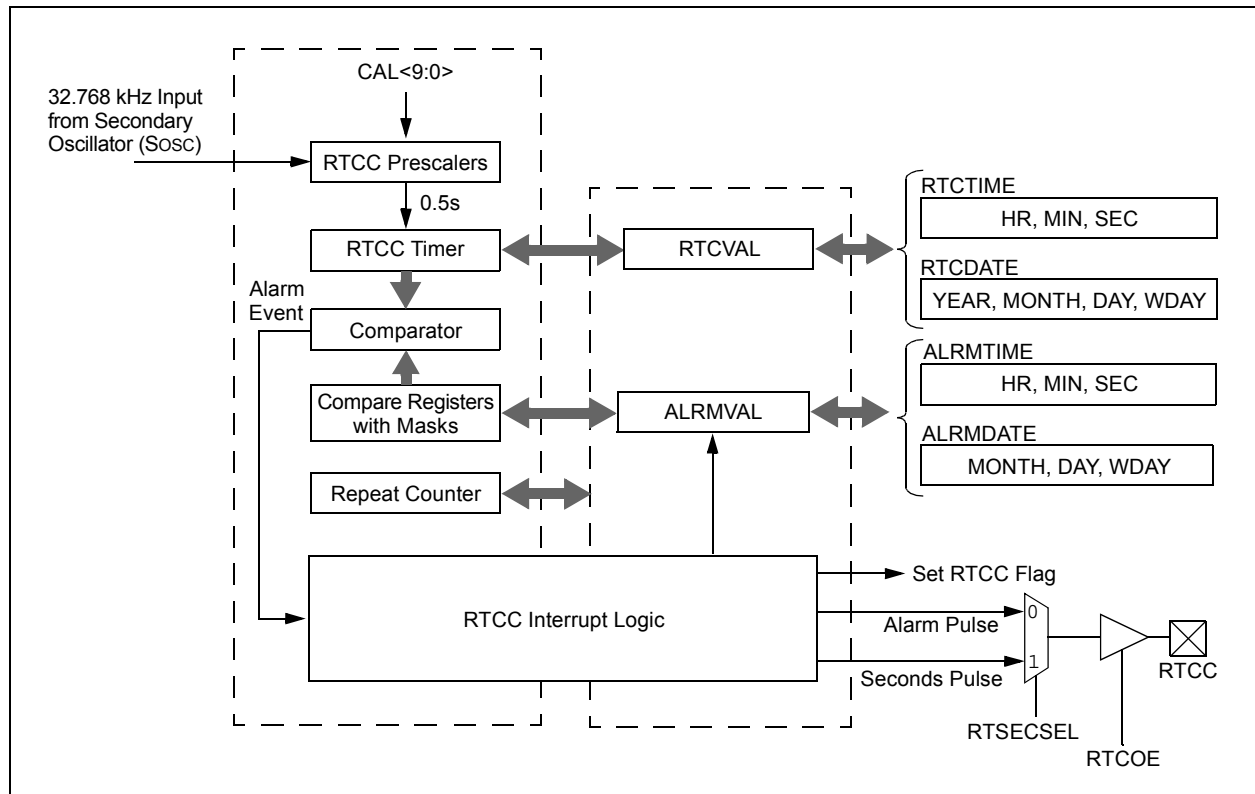 CAL<9:0>
32.768 kHz Input
from Secondary
Oscillator (SOSC)
RTCC Prescalers
0.5s
RTCC Timer
RTCVAL
RTCTIME
HR, MIN, SEC
RTCDATE
YEAR, MONTH, DAY, WDAY
Alarm
Event
Comparator
Compare Registers
with Masks
ALRMVAL
ALRMTIME
HR, MIN, SEC
ALRMDATE
MONTH, DAY, WDAY
Repeat Counter
RTCC Interrupt Logic
Set RTCC Flag
Alarm Pulse
0
Seconds Pulse
1
RTCC
RTSECSEL
RTCOE